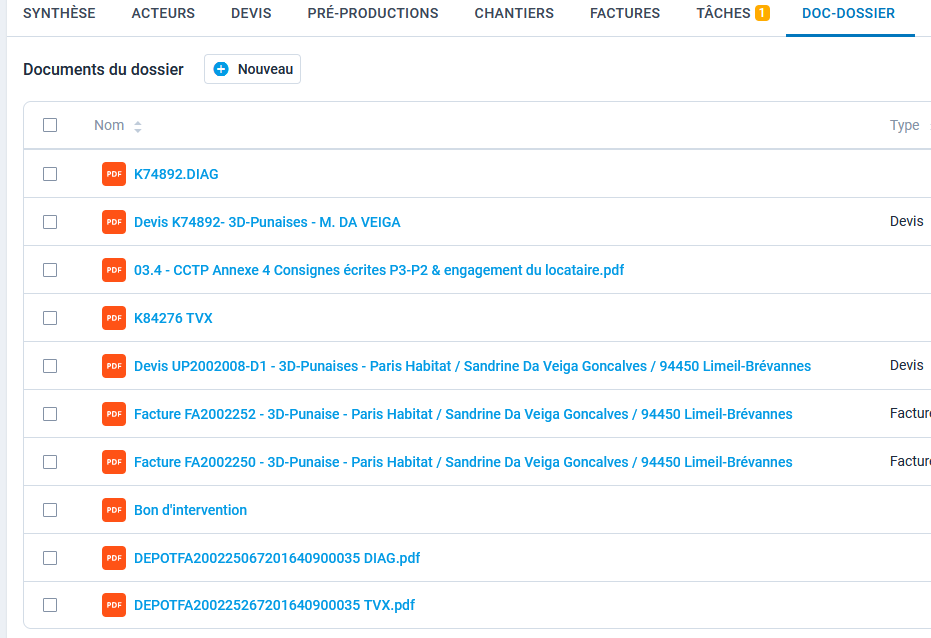 SYNTHÈSE ACTEURS DEVIS PRÉ-PRODUCTIONS CHANTIERS FACTURES TÂCHES 1 DOC-DOSSIER
Documents du dossier Nouveau
Nom Type
PDF K74892.DIAG
PDF Devis K74892- 3D-Punaises - M. DA VEIGA Devis
PDF 03.4 - CCTP Annexe 4 Consignes écrites P3-P2 & engagement du locataire.pdf
PDF K84276 TVX
PDF Devis UP2002008-D1 - 3D-Punaises - Paris Habitat / Sandrine Da Veiga Goncalves / 94450 Limeil-Brévannes Devis
PDF Facture FA2002252 - 3D-Punaise - Paris Habitat / Sandrine Da Veiga Goncalves / 94450 Limeil-Brévannes Facture
PDF Facture FA2002250 - 3D-Punaise - Paris Habitat / Sandrine Da Veiga Goncalves / 94450 Limeil-Brévannes Facture
PDF Bon d'intervention
PDF DEPOTFA200225067201640900035 DIAG.pdf
PDF DEPOTFA200225267201640900035 TVX.pdf